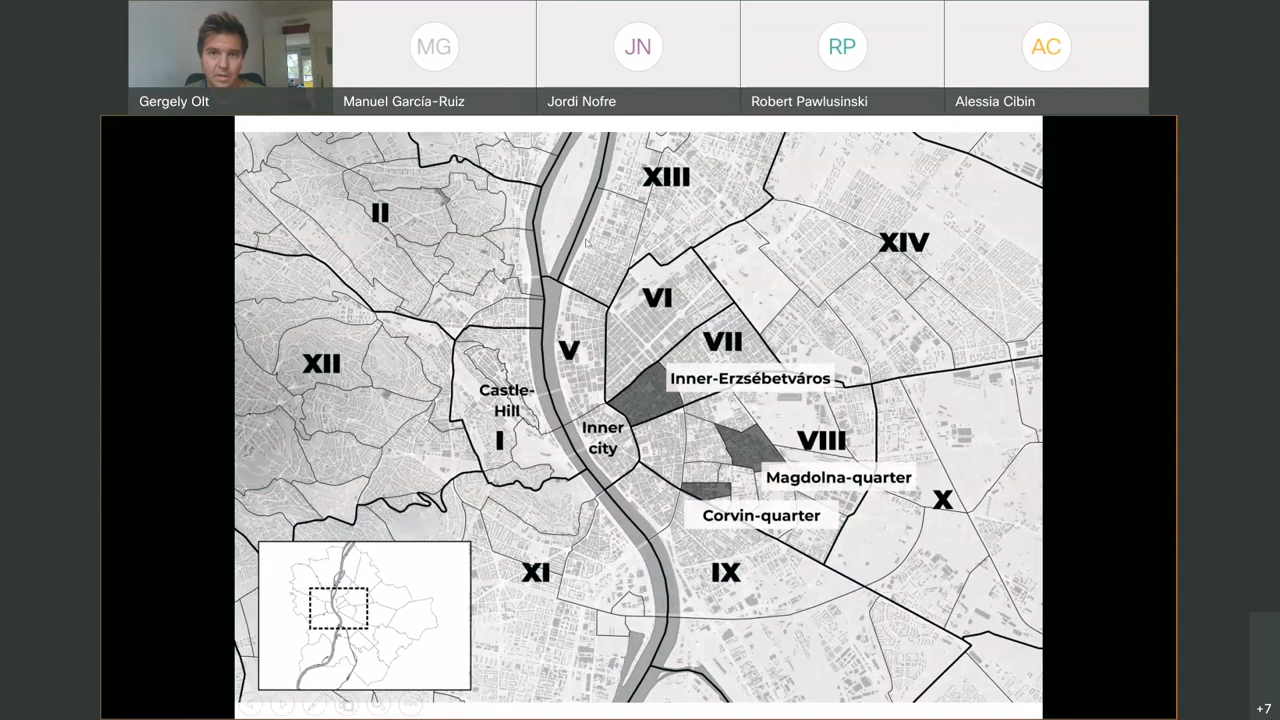 MG
JN
RP
AC
Gergely Olt
Manuel García-Ruiz
Jordi Nofre
Robert Pawlusinski
Alessia Cibin
XIII
II
XIV
VI
VII
V
XII
Inner-Erzsébetváros
Castle-
Hill
Inner
city
I
VIII
Magdolna-quarter
X
Corvin-quarter
XI
IX
+7